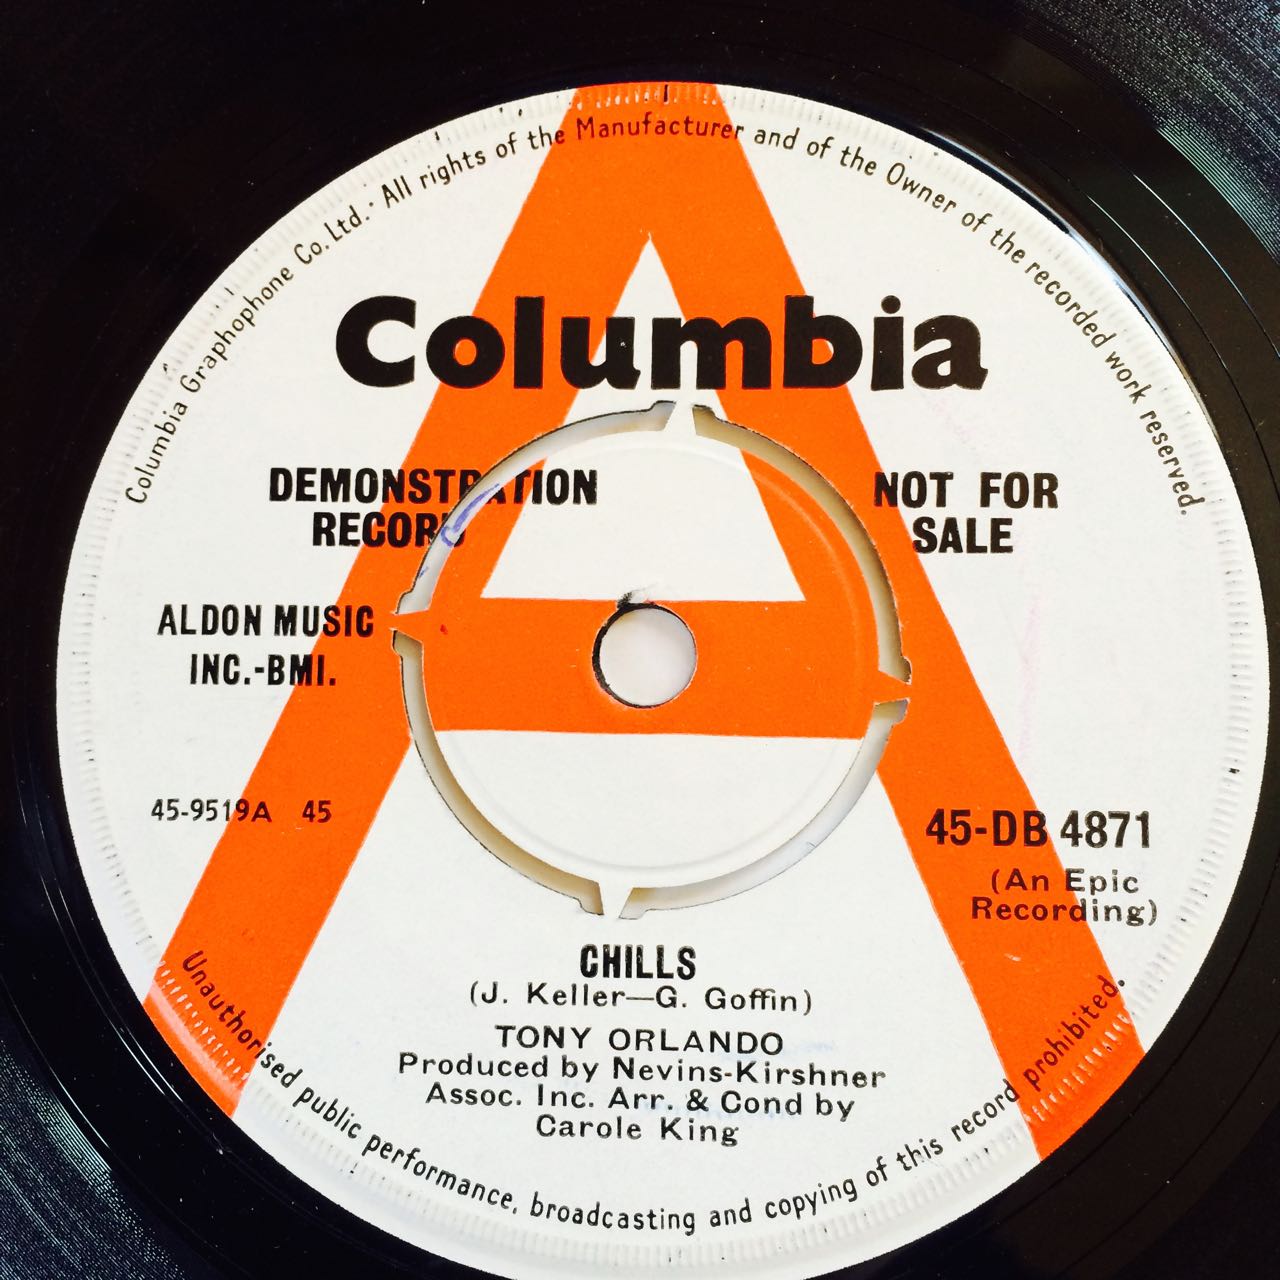 Columbia Graphophone Co. Ltd. · All rights of the Manufacturer and of the Owner of the recorded work reserved.
Columbia
DEMONSTRATION
RECORD
NOT FOR
SALE
ALDON MUSIC
INC.-BMI.
45-9519A 45
45-DB 4871
(An Epic
Recording)
CHILLS
(J. Keller—G. Goffin)
TONY ORLANDO
Produced by Nevins-Kirshner
Assoc. Inc. Arr. & Cond by
Carole King
Unauthorised public performance, broadcasting and copying of this record prohibited.